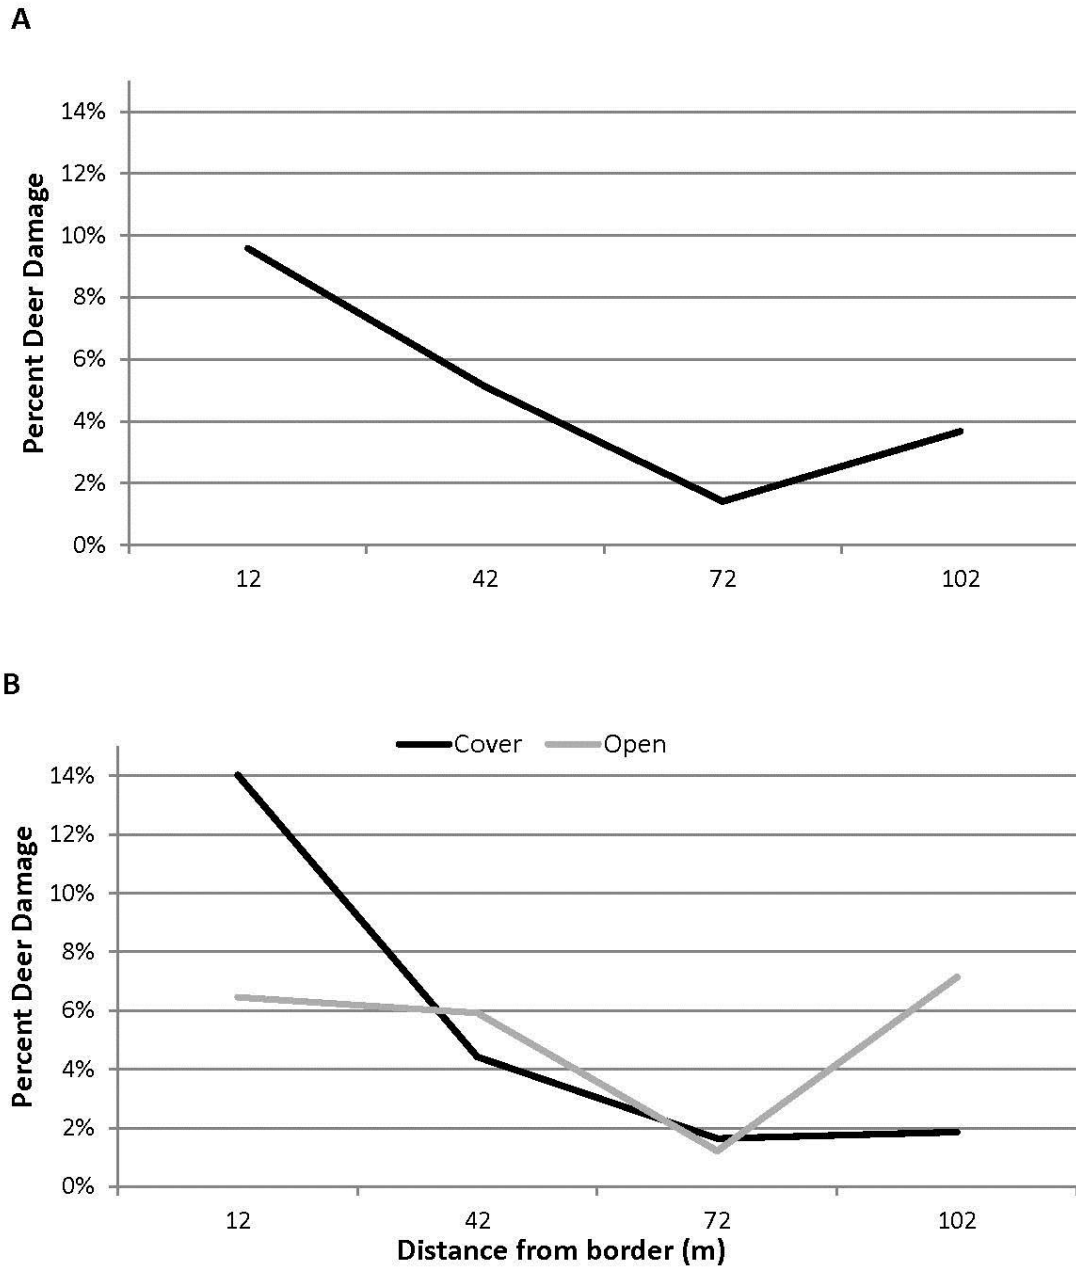 A
Percent Deer Damage
14%
12%
10%
8%
6%
4%
2%
0%
12 42 72 102
B
Cover Open
Percent Deer Damage
14%
12%
10%
8%
6%
4%
2%
0%
12 42 72 102
Distance from border (m)